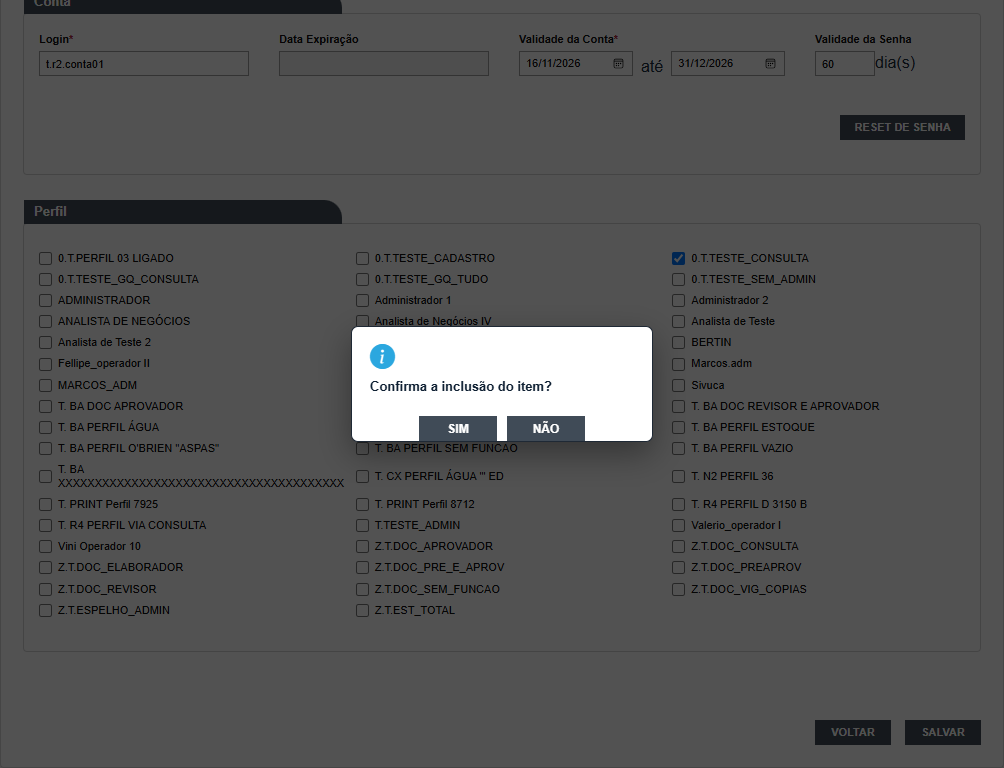 Conta
Login*
Data Expiração
Validade da Conta*
Validade da Senha
t.r2.conta01
16/11/2026
até
31/12/2026
60
dia(s)
RESET DE SENHA
Perfil
0.T.PERFIL 03 LIGADO
0.T.TESTE_CADASTRO
0.T.TESTE_CONSULTA
0.T.TESTE_GQ_CONSULTA
0.T.TESTE_GQ_TUDO
0.T.TESTE_SEM_ADMIN
ADMINISTRADOR
Administrador 1
Administrador 2
ANALISTA DE NEGÓCIOS
Analista de Negócios IV
Analista de Teste
Analista de Teste 2
BERTIN
Fellipe_operador II
Marcos.adm
MARCOS_ADM
Sivuca
i
Confirma a inclusão do item?
SIM
NÃO
T. BA DOC APROVADOR
T. BA DOC REVISOR E APROVADOR
T. BA PERFIL ÁGUA
T. BA PERFIL ESTOQUE
T. BA PERFIL O'BRIEN "ASPAS"
T. BA PERFIL SEM FUNCAO
T. BA PERFIL VAZIO
T. BA
XXXXXXXXXXXXXXXXXXXXXXXXXXXXXXXXXXXXXXXX
T. CX PERFIL ÁGUA '" ED
T. N2 PERFIL 36
T. PRINT Perfil 7925
T. PRINT Perfil 8712
T. R4 PERFIL D 3150 B
T. R4 PERFIL VIA CONSULTA
T.TESTE_ADMIN
Valerio_operador I
Vini Operador 10
Z.T.DOC_APROVADOR
Z.T.DOC_CONSULTA
Z.T.DOC_ELABORADOR
Z.T.DOC_PRE_E_APROV
Z.T.DOC_PREAPROV
Z.T.DOC_REVISOR
Z.T.DOC_SEM_FUNCAO
Z.T.DOC_VIG_COPIAS
Z.T.ESPELHO_ADMIN
Z.T.EST_TOTAL
VOLTAR
SALVAR